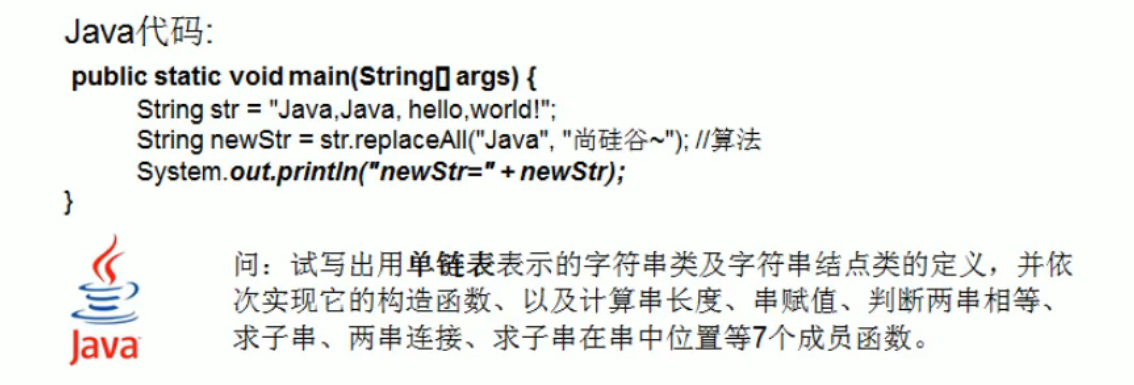 Java代码:
public static void main(String[] args) {
String str = "Java,Java, hello,world!";
String newStr = str.replaceAll("Java", "尚硅谷~"); //算法
System.out.println("newStr=" + newStr);
}
问：试写出用单链表表示的字符串类及字符串结点类的定义，并依
次实现它的构造函数、以及计算串长度、串赋值、判断两串相等、
求子串、两串连接、求子串在串中位置等7个成员函数。
Java